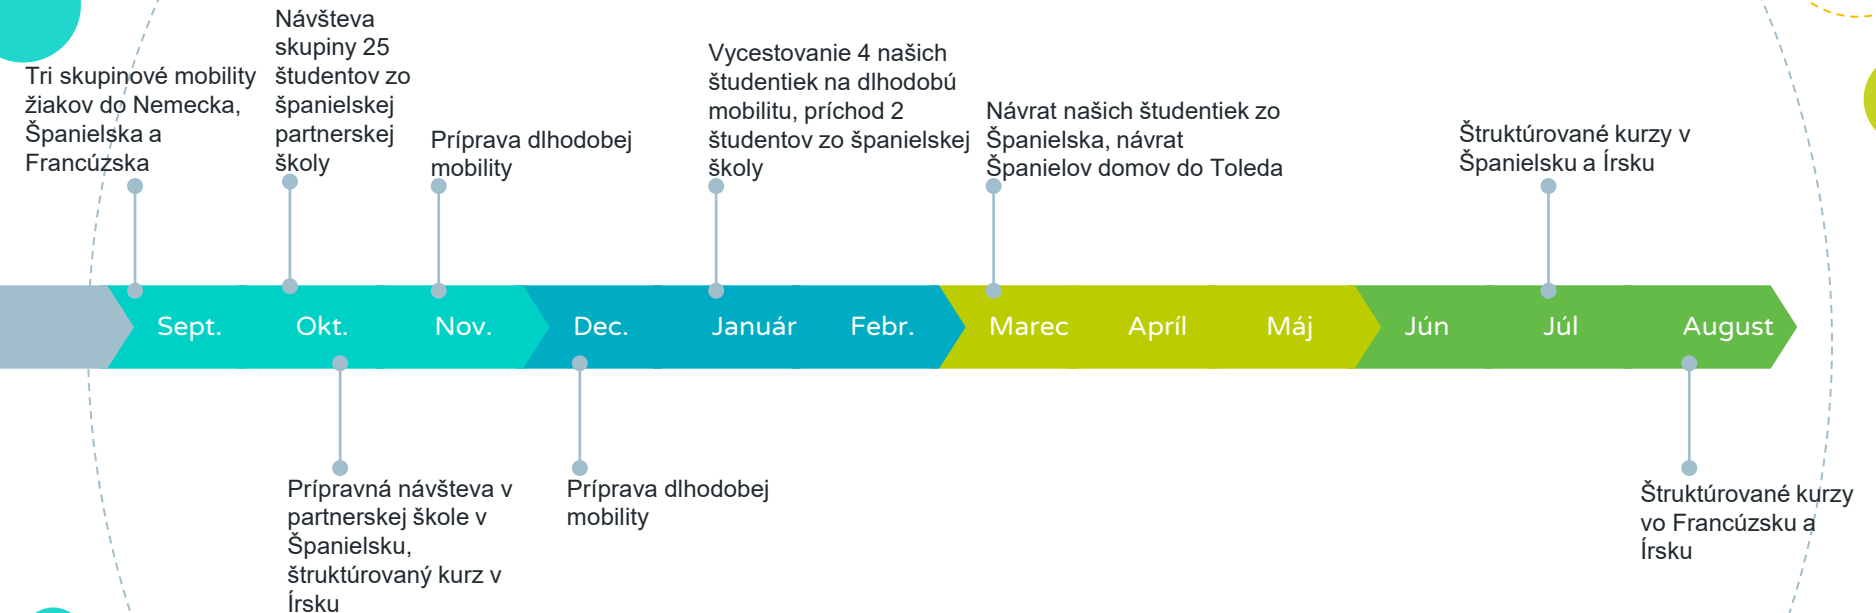 Tri skupinové mobility
žiakov do Nemecka,
Španielska a
Francúzska
Návšteva
skupiny 25
študentov zo
španielskej
partnerskej
školy
Príprava dlhodobej
mobility
Vycestovanie 4 našich
študentiek na dlhodobú
mobilitu, príchod 2
študentov zo španielskej
školy
Návrat našich študentiek zo
Španielska, návrat
Španielov domov do Toleda
Štruktúrované kurzy v
Španielsku a Írsku
Sept.
Okt.
Nov.
Dec.
Január
Febr.
Marec
Apríl
Máj
Jún
Júl
August
Prípravná návšteva v
partnerskej škole v
Španielsku,
štruktúrovaný kurz v
Írsku
Príprava dlhodobej
mobility
Štruktúrované kurzy
vo Francúzsku a
Írsku